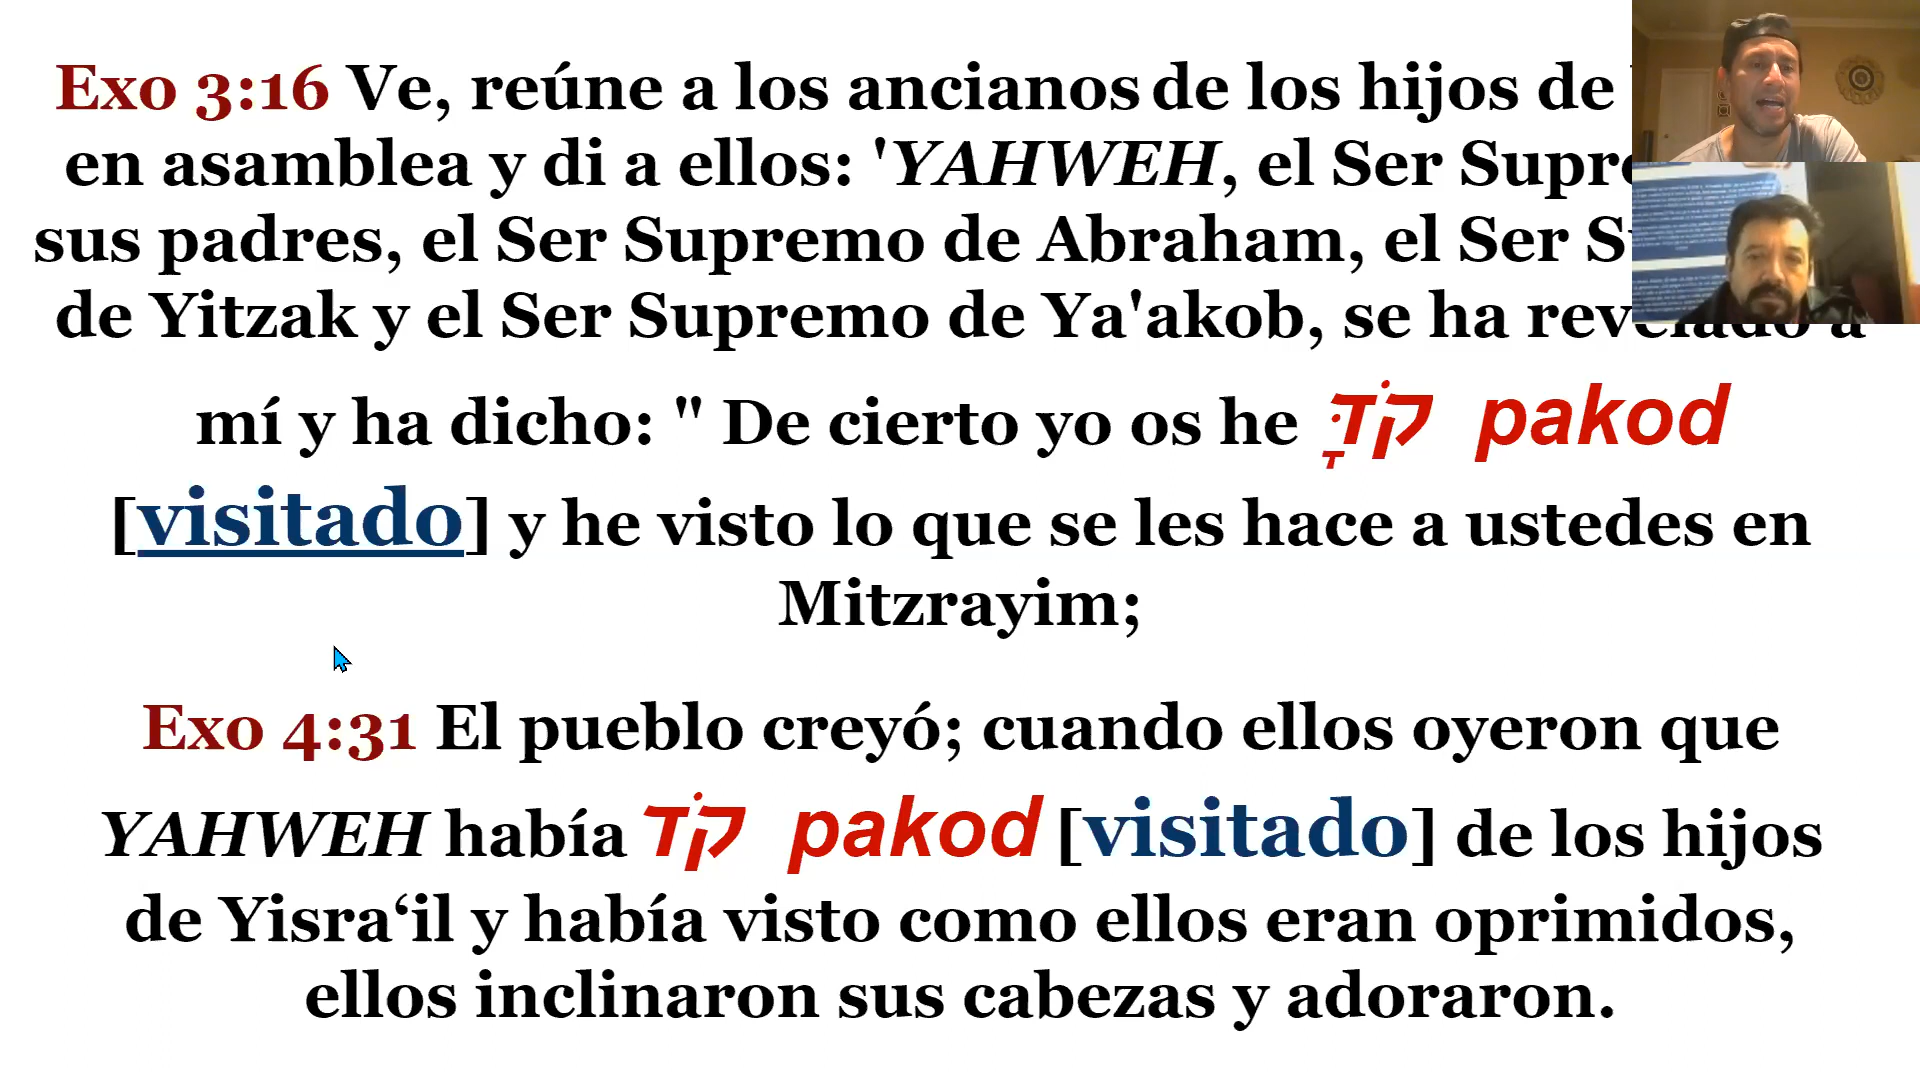 Exo 3:16 Ve, reúne a los ancianos de los hijos de
en asamblea y di a ellos: 'YAHWEH, el Ser
sus padres, el Ser Supremo de Abraham, el Ser
de Yitzak y el Ser Supremo de Ya'akob, se ha revelado a
mí y ha dicho: " De cierto yo os he קֹדּ pakod
[visitado] y he visto lo que se les hace a ustedes en
Mitzrayim;
Exo 4:31 El pueblo creyó; cuando ellos oyeron que
YAHWEH había קֹד pakod [visitado] de los hijos
de Yisra‘il y había visto como ellos eran oprimidos,
ellos inclinaron sus cabezas y adoraron.